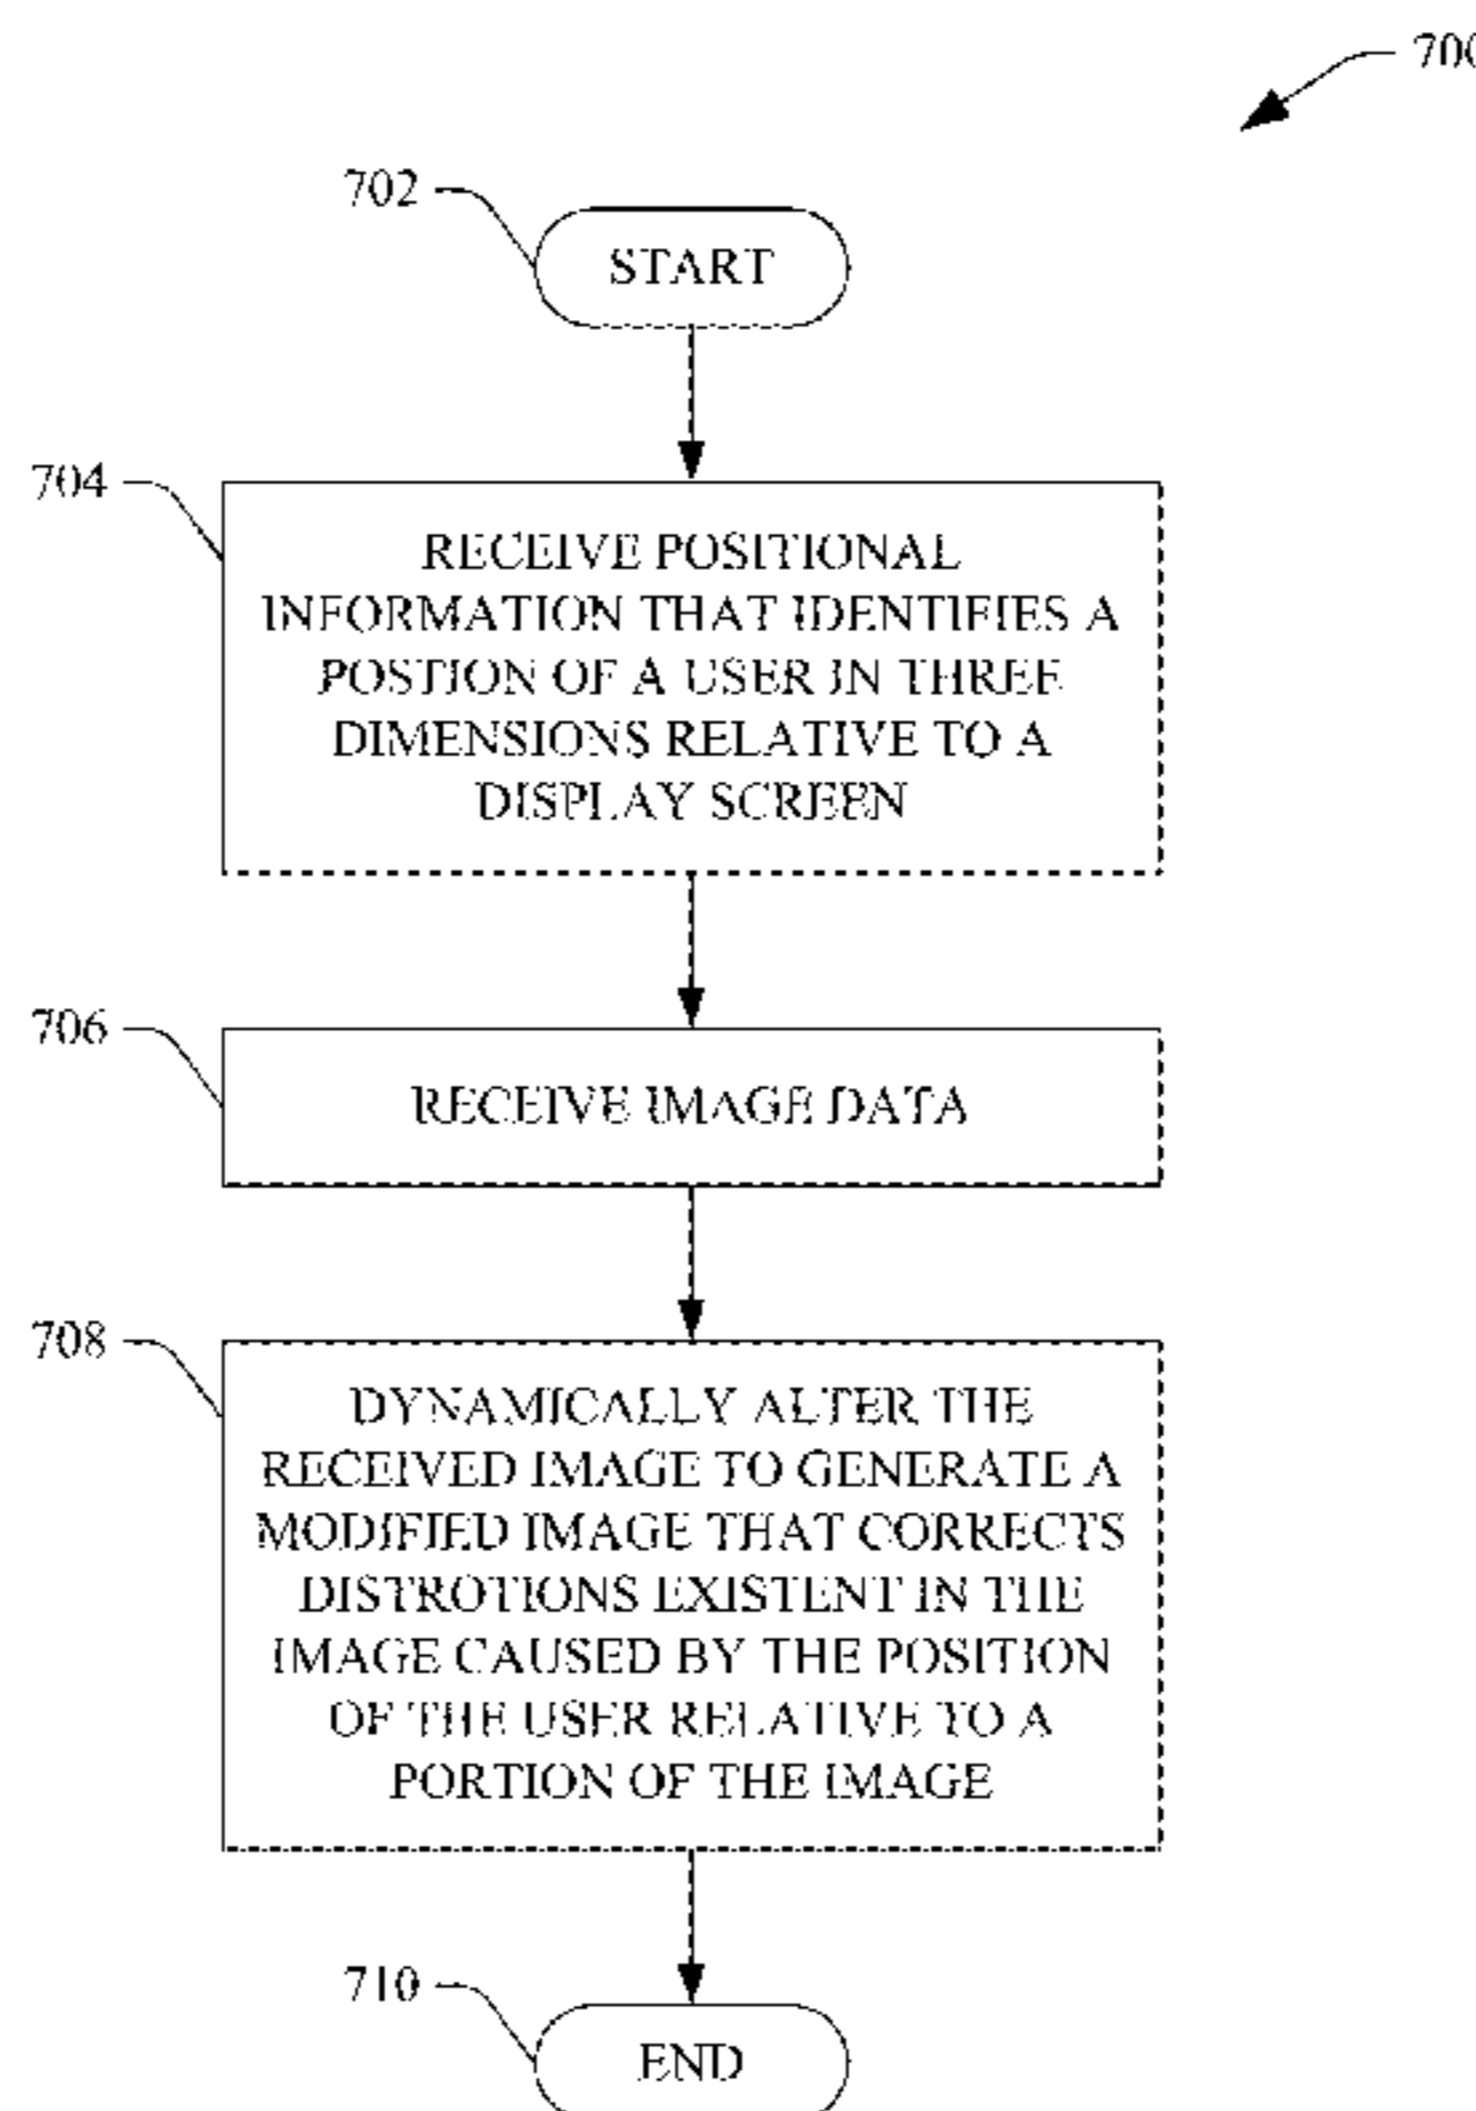 700
702
START
704
RECEIVE POSITIONAL
INFORMATION THAT IDENTIFIES A
POSTION OF A USER IN THREE
DIMENSIONS RELATIVE TO A
DISPLAY SCREEN
706
RECEIVE IMAGE DATA
708
DYNAMICALLY ALTER THE
RECEIVED IMAGE TO GENERATE A
MODIFIED IMAGE THAT CORRECTS
DISTROTIONS EXISTENT IN THE
IMAGE CAUSED BY THE POSITION
OF THE USER RELATIVE TO A
PORTION OF THE IMAGE
710
END